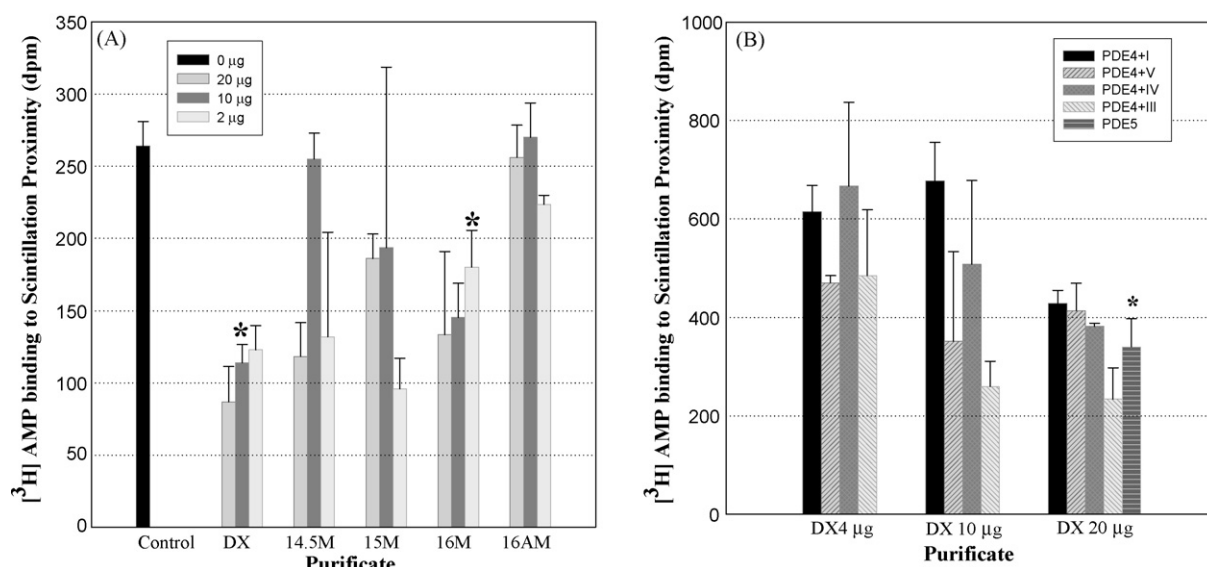 (A)
[³H] AMP binding to Scintillation Proximity (dpm)
350
300
250
200
150
100
50
0
0 µg
20 µg
10 µg
2 µg
*
*
Control DX 14.5M 15M 16M 16AM
Purificate
(B)
[³H] AMP binding to Scintillation Proximity (dpm)
1000
800
600
400
200
0
PDE4+I
PDE4+V
PDE4+IV
PDE4+III
PDE5
*
DX4 µg DX 10 µg DX 20 µg
Purificate